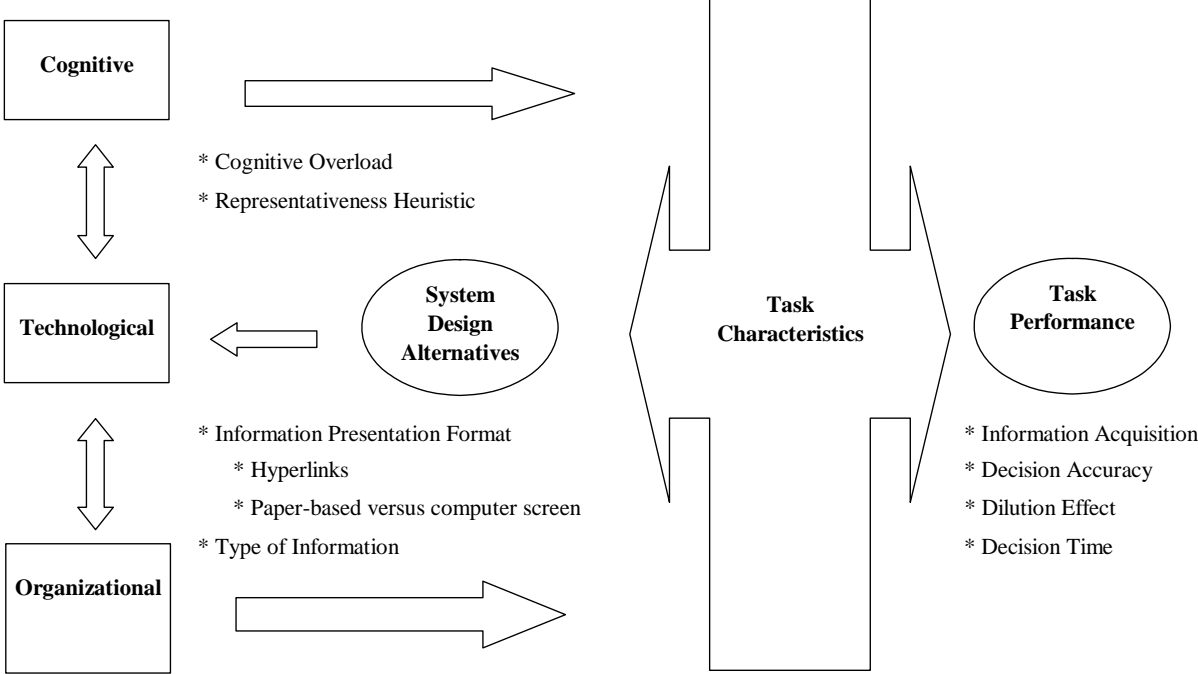 Cognitive
* Cognitive Overload
* Representativeness Heuristic
Technological
System
Design
Alternatives
Task
Characteristics
Task
Performance
* Information Presentation Format
* Hyperlinks
* Paper-based versus computer screen
* Type of Information
* Information Acquisition
* Decision Accuracy
* Dilution Effect
* Decision Time
Organizational